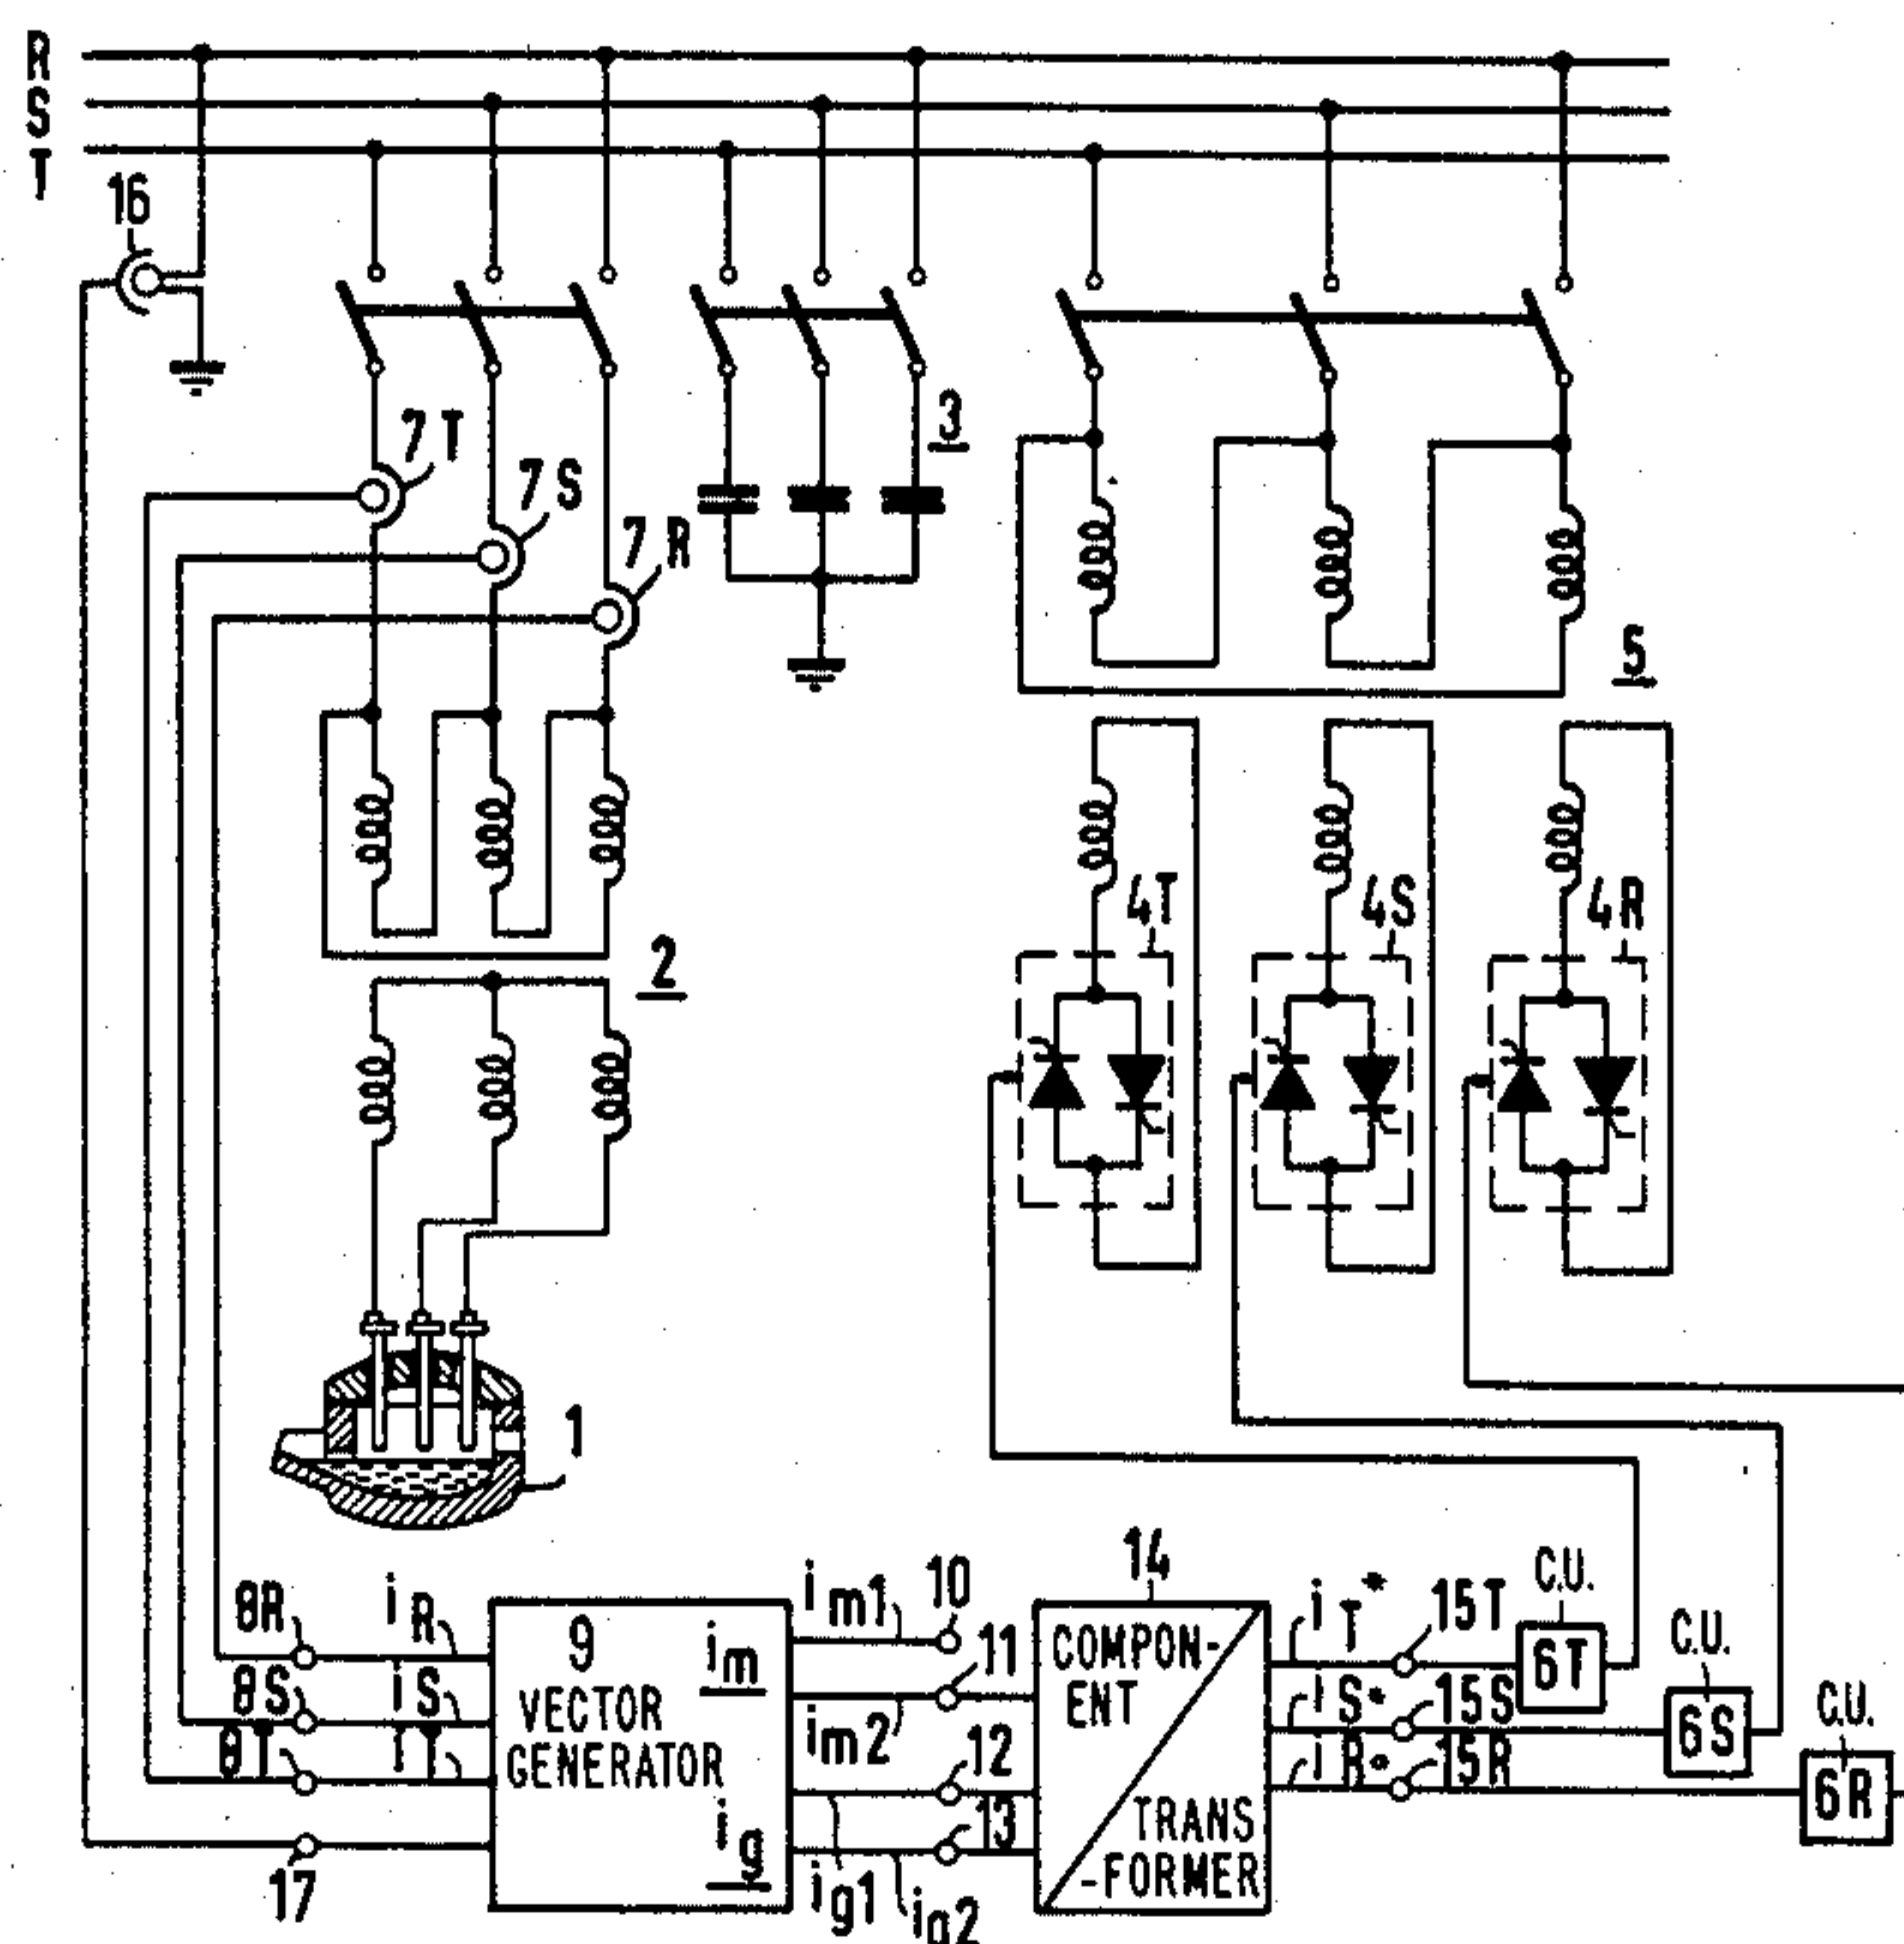 R
S
T
16
7T
7S
7R
3
5
2
4T
4S
4R
1
14
C.U.
8R
iR
9
im
im1
10
COMPON-
iT*
15T
6T
C.U.
8S
iS
VECTOR
11
ENT
iS*
15S
6S
C.U.
8T
iT
GENERATOR
im2
12
iR*
15R
6R
ig
13
TRANS
17
ig1
ig2
-FORMER